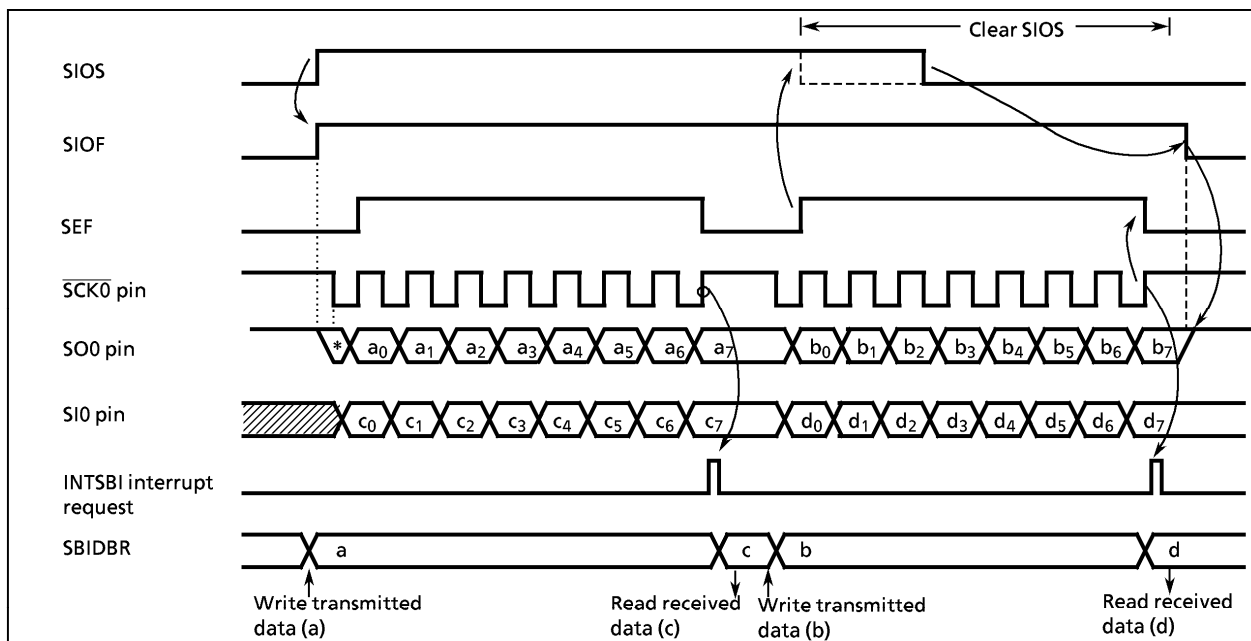 Clear SIOS
SIOS
SIOF
SEF
SCK0 pin
SO0 pin
* a0 a1 a2 a3 a4 a5 a6 a7 b0 b1 b2 b3 b4 b5 b6 b7
SI0 pin
c0 c1 c2 c3 c4 c5 c6 c7 d0 d1 d2 d3 d4 d5 d6 d7
INTSBI interrupt
request
SBIDBR
a c b d
Write transmitted
data (a)
Read received
data (c)
Write transmitted
data (b)
Read received
data (d)